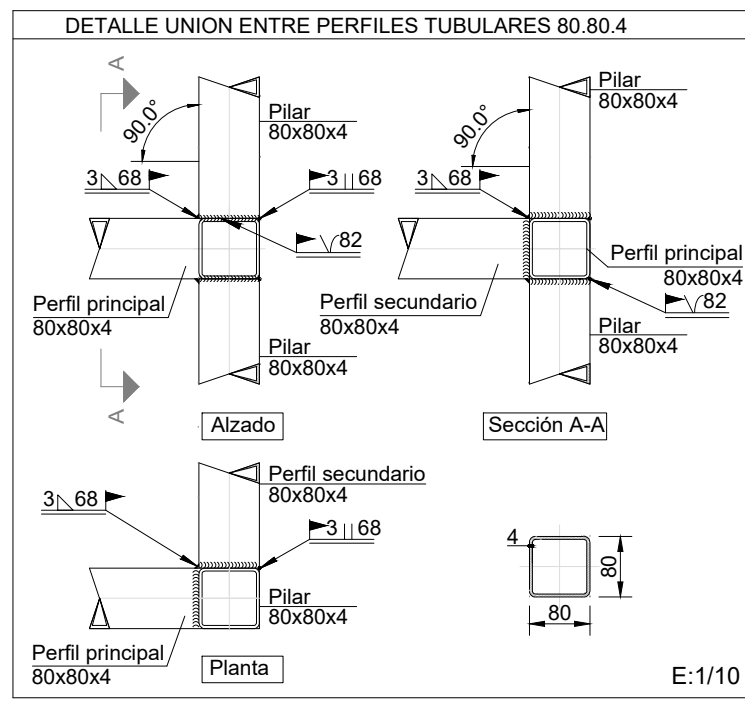 DETALLE UNION ENTRE PERFILES TUBULARES 80.80.4
A
90.0°
Pilar
80x80x4
3 68
3 68
82
Perfil principal
80x80x4
Pilar
80x80x4
A
Alzado
Pilar
80x80x4
90.0°
3 68
Perfil principal
80x80x4
Perfil secundario
80x80x4
82
Pilar
80x80x4
Sección A-A
Perfil secundario
80x80x4
3 68
3 68
Pilar
80x80x4
Perfil principal
80x80x4
Planta
4
80
80
E:1/10